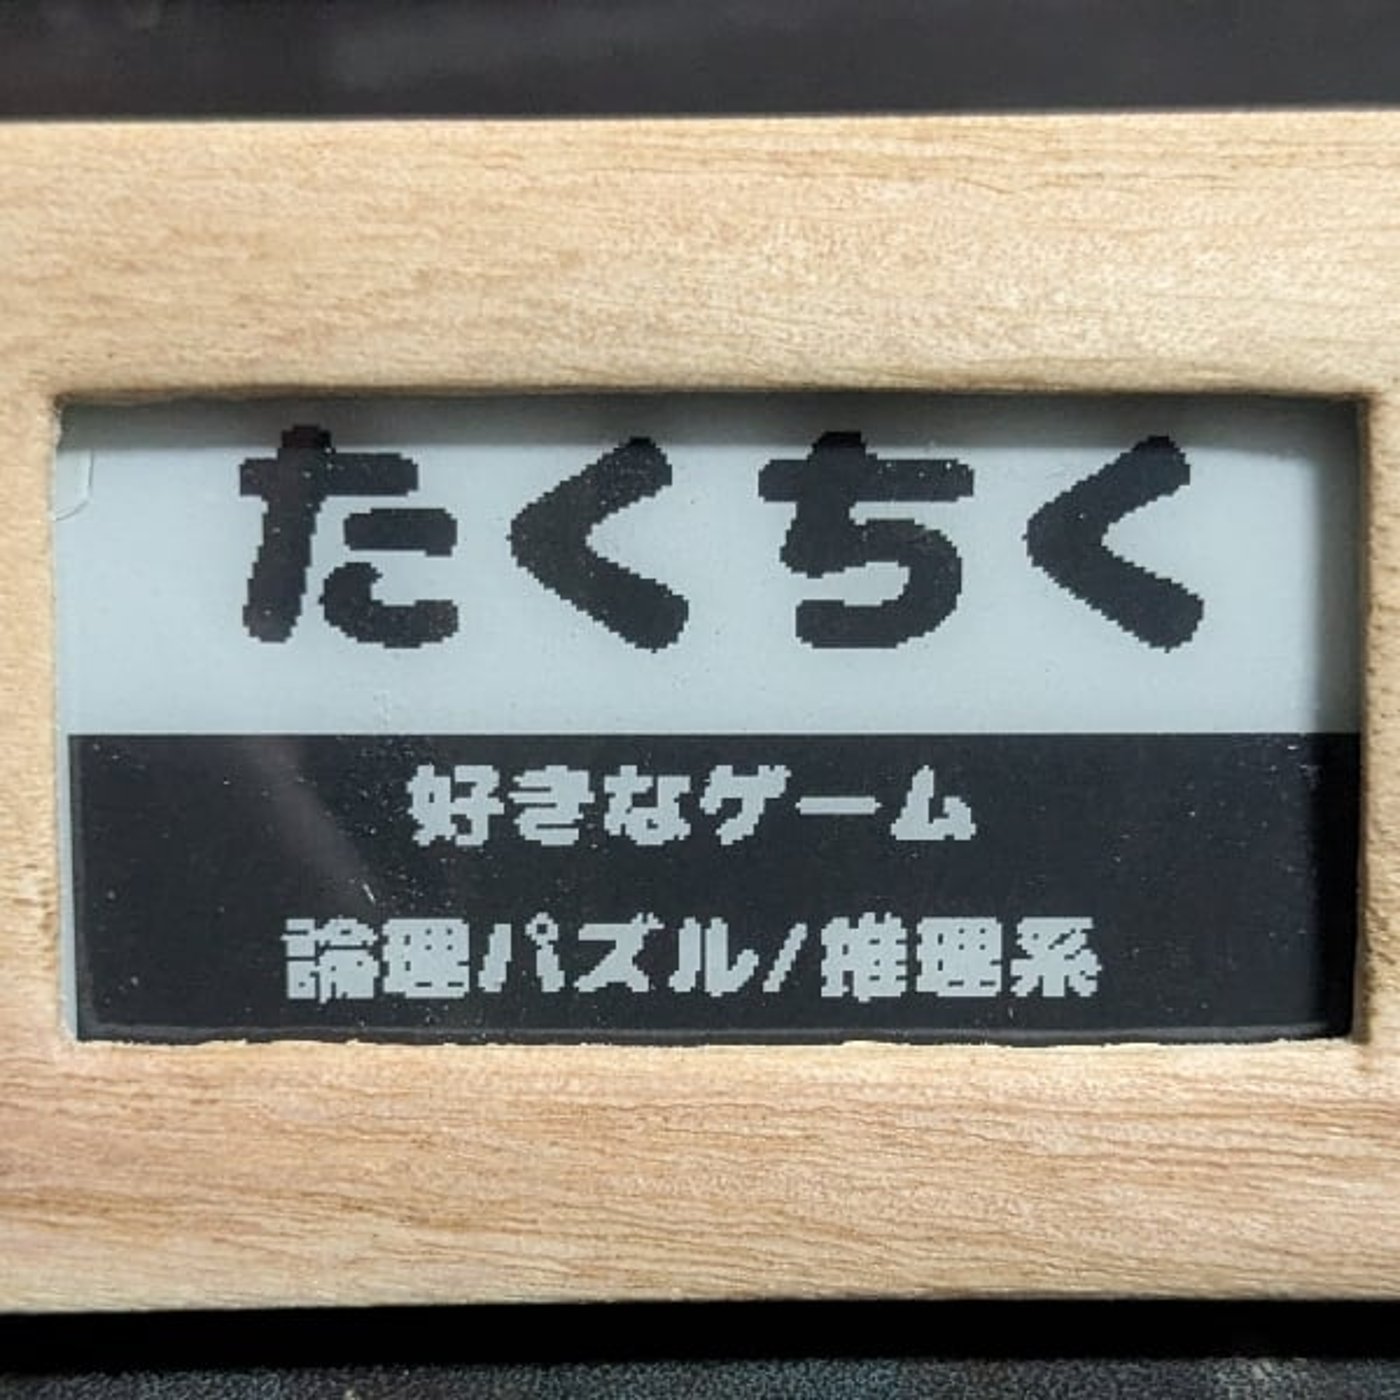 たくちく
好きなゲーム
論理パズル/推理系